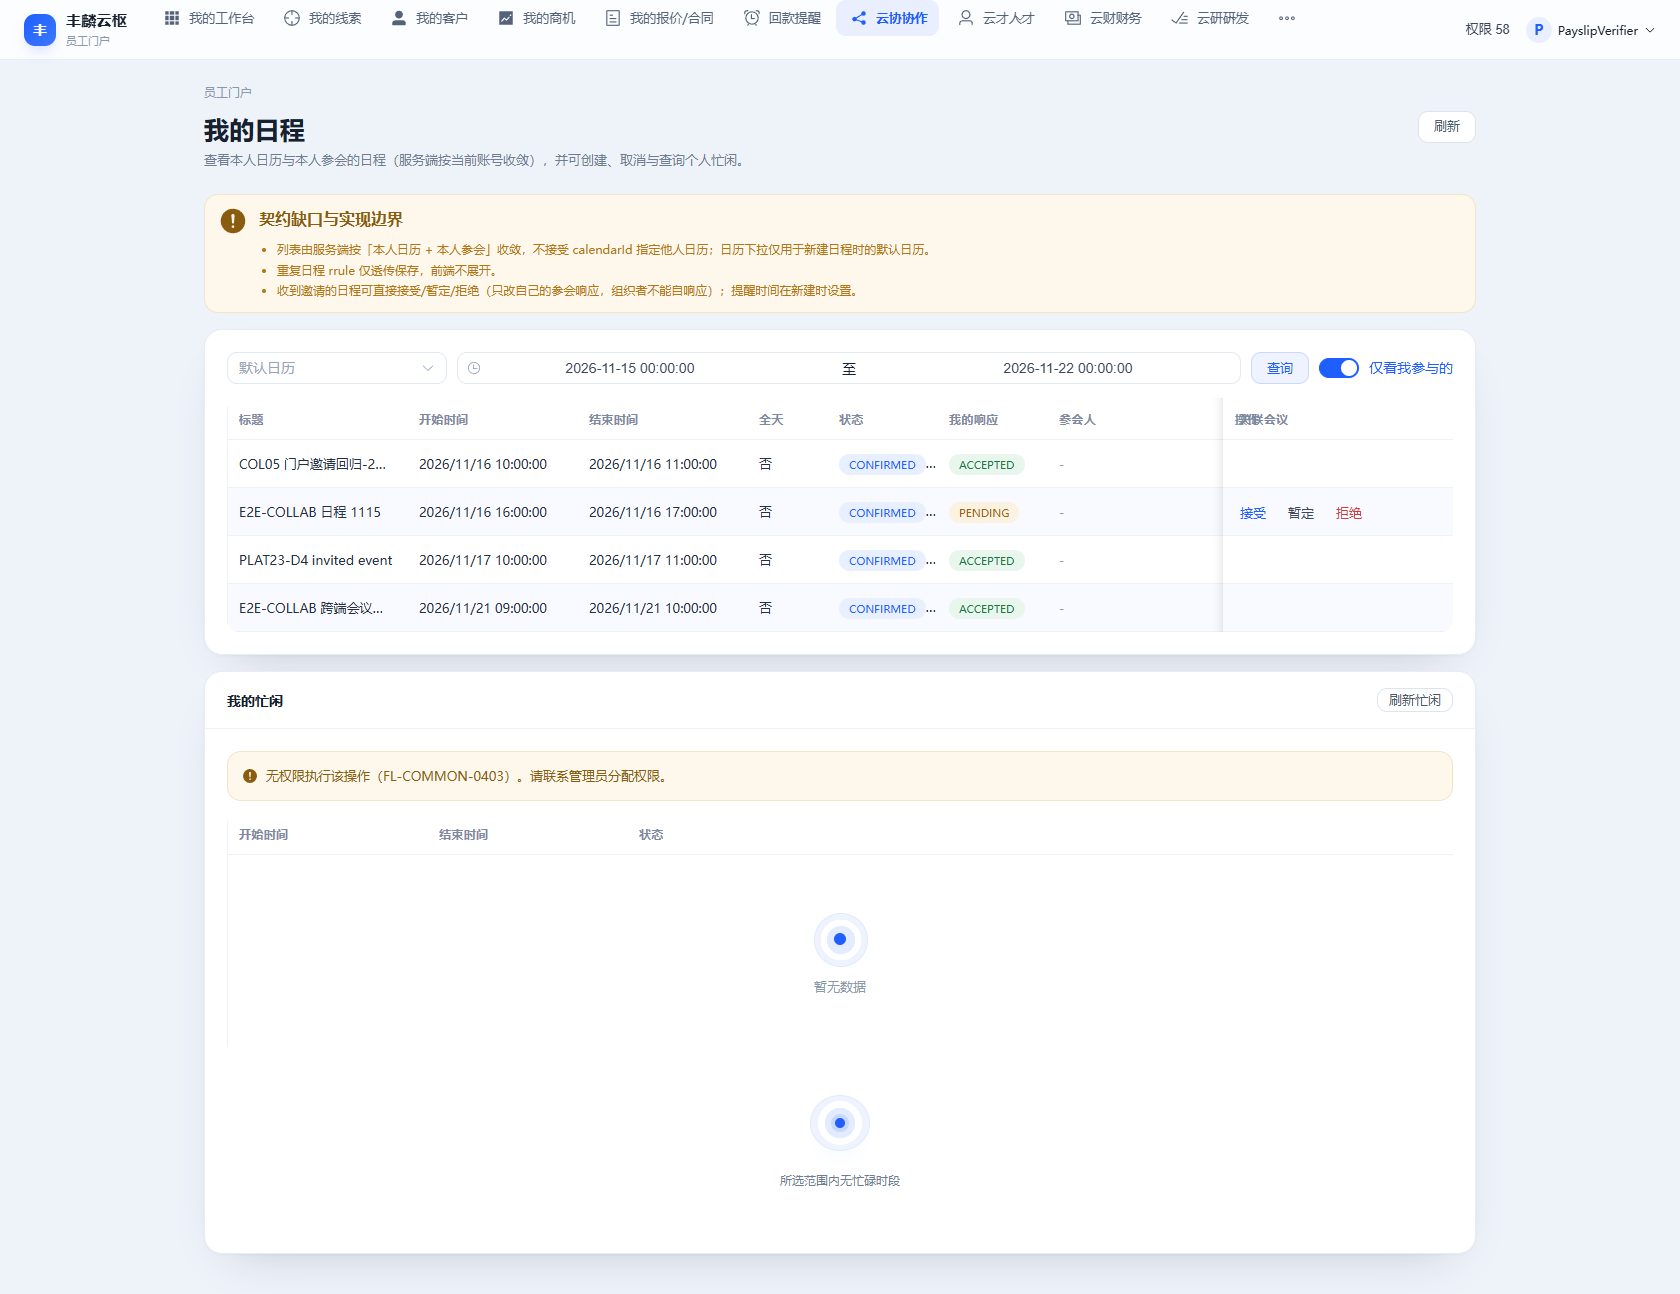 丰 丰麟云枢
员工门户
我的工作台 我的线索 我的客户 我的商机 我的报价/合同 回款提醒 云协协作 云才人才 云财财务 云研研发
权限 58 P PayslipVerifier
员工门户
我的日程
刷新
查看本人日历与本人参会的日程（服务端按当前账号收敛），并可创建、取消与查询个人忙闲。
契约缺口与实现边界
列表由服务端按「本人日历 + 本人参会」收敛，不接受 calendarId 指定他人日历；日历下拉仅用于新建日程时的默认日历。
重复日程 rrule 仅透传保存，前端不展开。
收到邀请的日程可直接接受/暂定/拒绝（只改自己的参会响应，组织者不能自响应）；提醒时间在新建时设置。
默认日历 2026-11-15 00:00:00 至 2026-11-22 00:00:00 查询 仅看我参与的
标题 开始时间 结束时间 全天 状态 我的响应 参会人 联会议
COL05 门户邀请回归-2... 2026/11/16 10:00:00 2026/11/16 11:00:00 否 CONFIRMED ... ACCEPTED -
E2E-COLLAB 日程 1115 2026/11/16 16:00:00 2026/11/16 17:00:00 否 CONFIRMED ... PENDING - 接受 暂定 拒绝
PLAT23-D4 invited event 2026/11/17 10:00:00 2026/11/17 11:00:00 否 CONFIRMED ... ACCEPTED -
E2E-COLLAB 跨端会议... 2026/11/21 09:00:00 2026/11/21 10:00:00 否 CONFIRMED ... ACCEPTED -
我的忙闲
刷新忙闲
无权限执行该操作（FL-COMMON-0403）。请联系管理员分配权限。
开始时间 结束时间 状态
暂无数据
所选范围内无忙碌时段